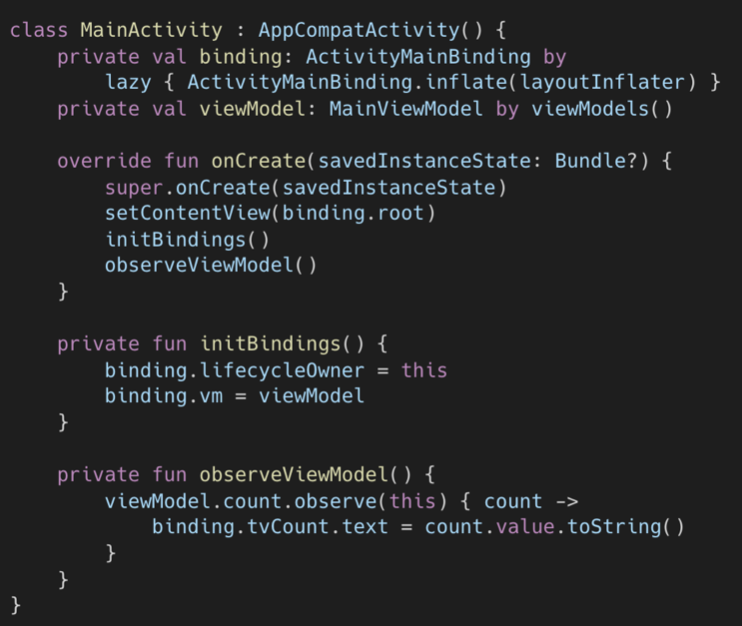 class MainActivity : AppCompatActivity() {
    private val binding: ActivityMainBinding by
        lazy { ActivityMainBinding.inflate(layoutInflater) }
    private val viewModel: MainViewModel by viewModels()

    override fun onCreate(savedInstanceState: Bundle?) {
        super.onCreate(savedInstanceState)
        setContentView(binding.root)
        initBindings()
        observeViewModel()
    }

    private fun initBindings() {
        binding.lifecycleOwner = this
        binding.vm = viewModel
    }

    private fun observeViewModel() {
        viewModel.count.observe(this) { count ->
            binding.tvCount.text = count.value.toString()
        }
    }
}